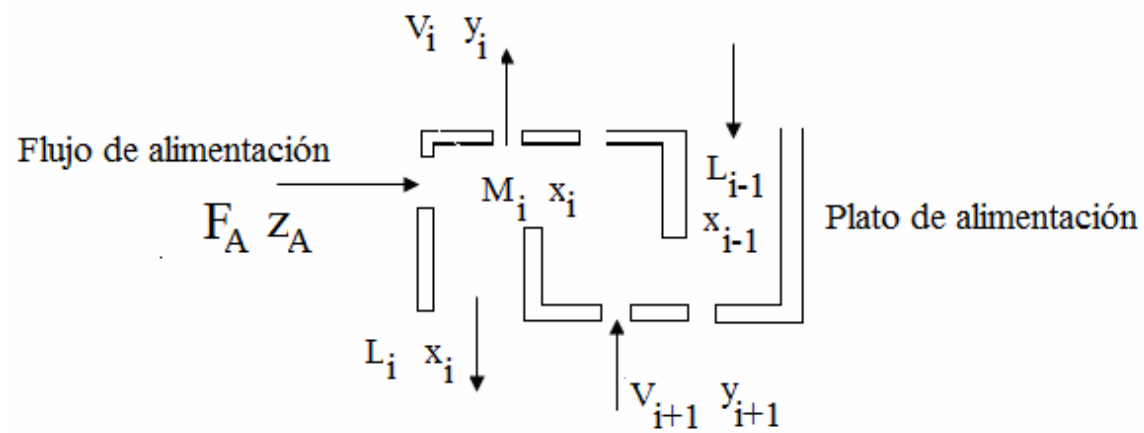 V_i y_i
Flujo de alimentación
F_A z_A
M_i x_i
L_{i-1}
x_{i-1}
Plato de alimentación
L_i x_i
V_{i+1} y_{i+1}